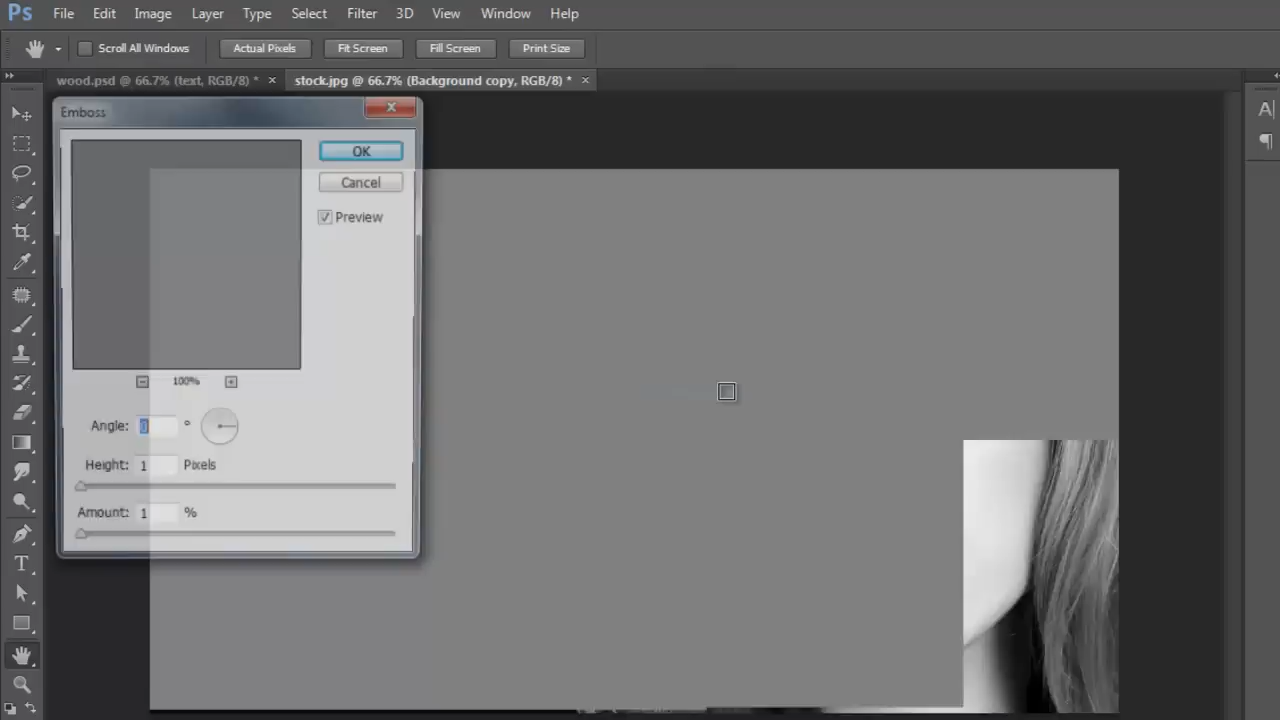 Ps File Edit Image Layer Type Select Filter 3D View Window Help
Scroll All Windows Actual Pixels Fit Screen Fill Screen Print Size
wood.psd @ 66.7% (text, RGB/8) * × stock.jpg @ 66.7% (Background copy, RGB/8) * ×
Emboss
OK
Cancel
Preview
100%
Angle: 0 °
Height: 1 Pixels
Amount: 1 %